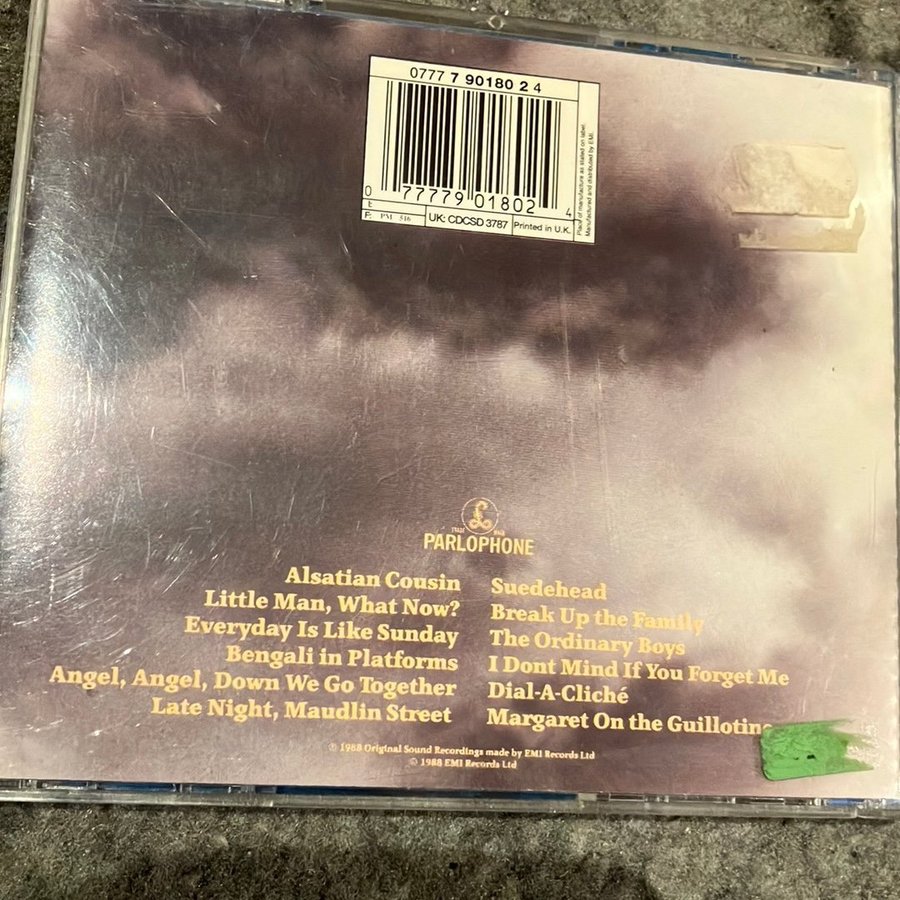 0777 7 90180 2 4
0 77779 01802 4
E
F: PM 516
UK: CDCSD 3787
Printed in U.K.
Place of manufacture as stated on label.
Manufactured and distributed by EMI.
TRADE MARK
PARLOPHONE
Alsatian Cousin
Little Man, What Now?
Everyday Is Like Sunday
Bengali in Platforms
Angel, Angel, Down We Go Together
Late Night, Maudlin Street
Suedehead
Break Up the Family
The Ordinary Boys
I Dont Mind If You Forget Me
Dial-A-Cliché
Margaret On the Guillotine
℗ 1988 Original Sound Recordings made by EMI Records Ltd
© 1988 EMI Records Ltd